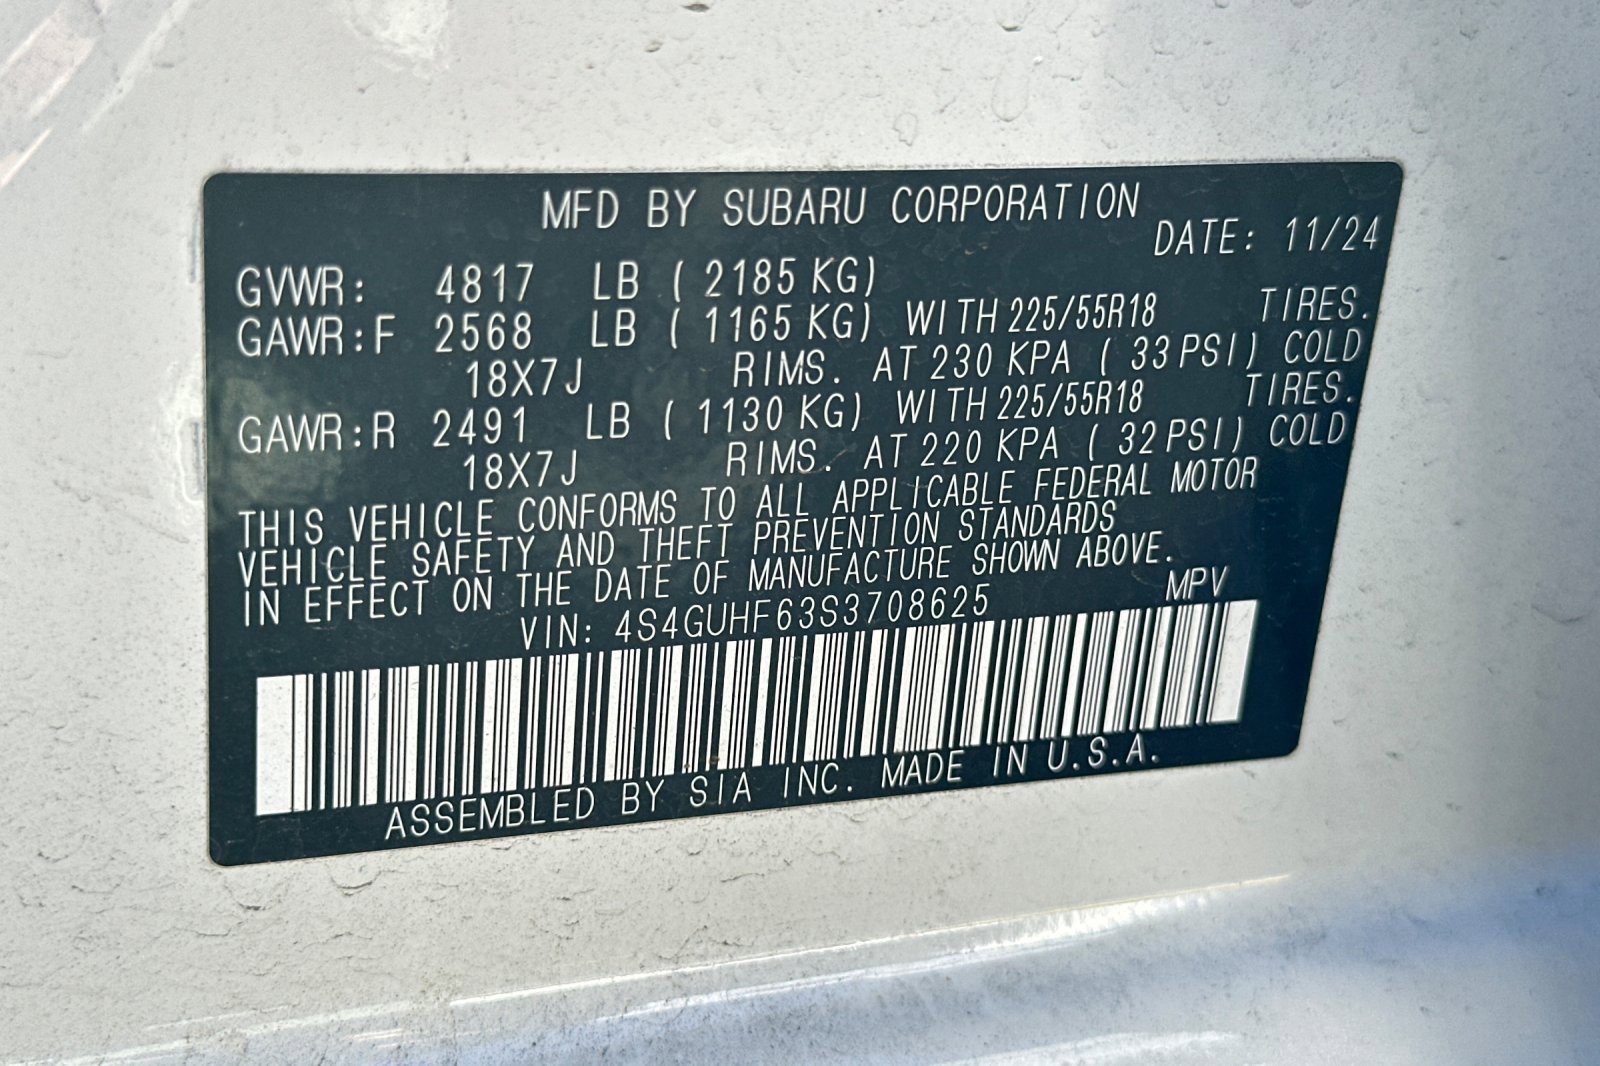 MFD BY SUBARU CORPORATION
DATE: 11/24
GVWR: 4817 LB ( 2185 KG)
GAWR:F 2568 LB ( 1165 KG) WITH 225/55R18 TIRES.
18X7J RIMS. AT 230 KPA ( 33 PSI) COLD
GAWR:R 2491 LB ( 1130 KG) WITH 225/55R18 TIRES.
18X7J RIMS. AT 220 KPA ( 32 PSI) COLD
THIS VEHICLE CONFORMS TO ALL APPLICABLE FEDERAL MOTOR
VEHICLE SAFETY AND THEFT PREVENTION STANDARDS
IN EFFECT ON THE DATE OF MANUFACTURE SHOWN ABOVE.
VIN: 4S4GUHF63S3708625 MPV
ASSEMBLED BY SIA INC. MADE IN U.S.A.